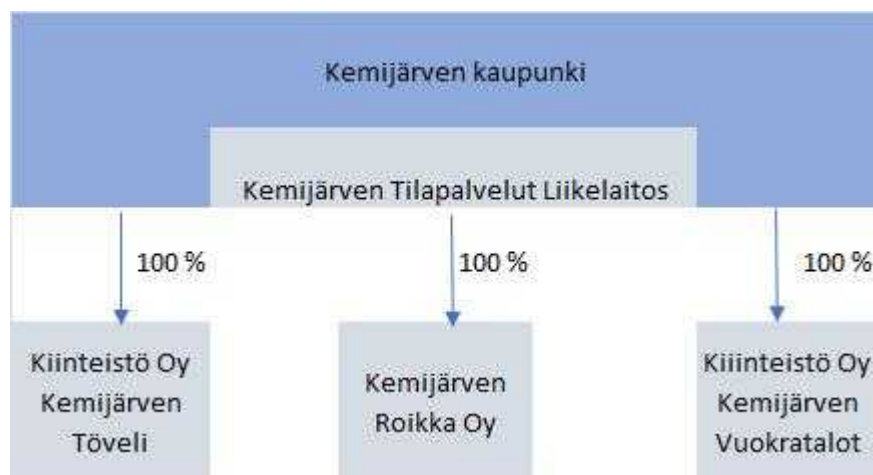 Kemijärven kaupunki
Kemijärven Tilapalvelut Liikelaitos
100 %
100 %
100 %
Kiinteistö Oy
Kemijärven
Töveli
Kemijärven
Roikka Oy
Kiiinteistö Oy
Kemijärven
Vuokratalot